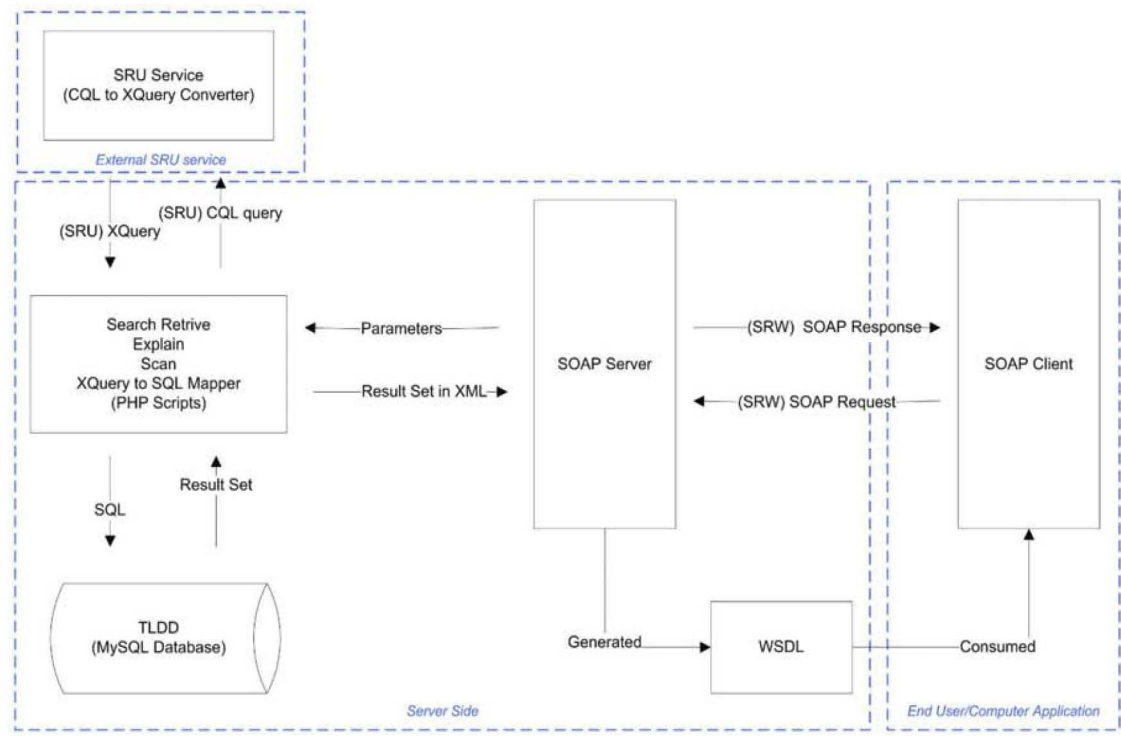 SRU Service
(CQL to XQuery Converter)
External SRU service
(SRU) CQL query
(SRU) XQuery
Search Retrive
Explain
Scan
XQuery to SQL Mapper
(PHP Scripts)
Parameters
Result Set in XML
SOAP Server
(SRW) SOAP Response
(SRW) SOAP Request
SOAP Client
Result Set
SQL
TLDD
(MySQL Database)
Generated
WSDL
Consumed
Server Side
End User/Computer Application